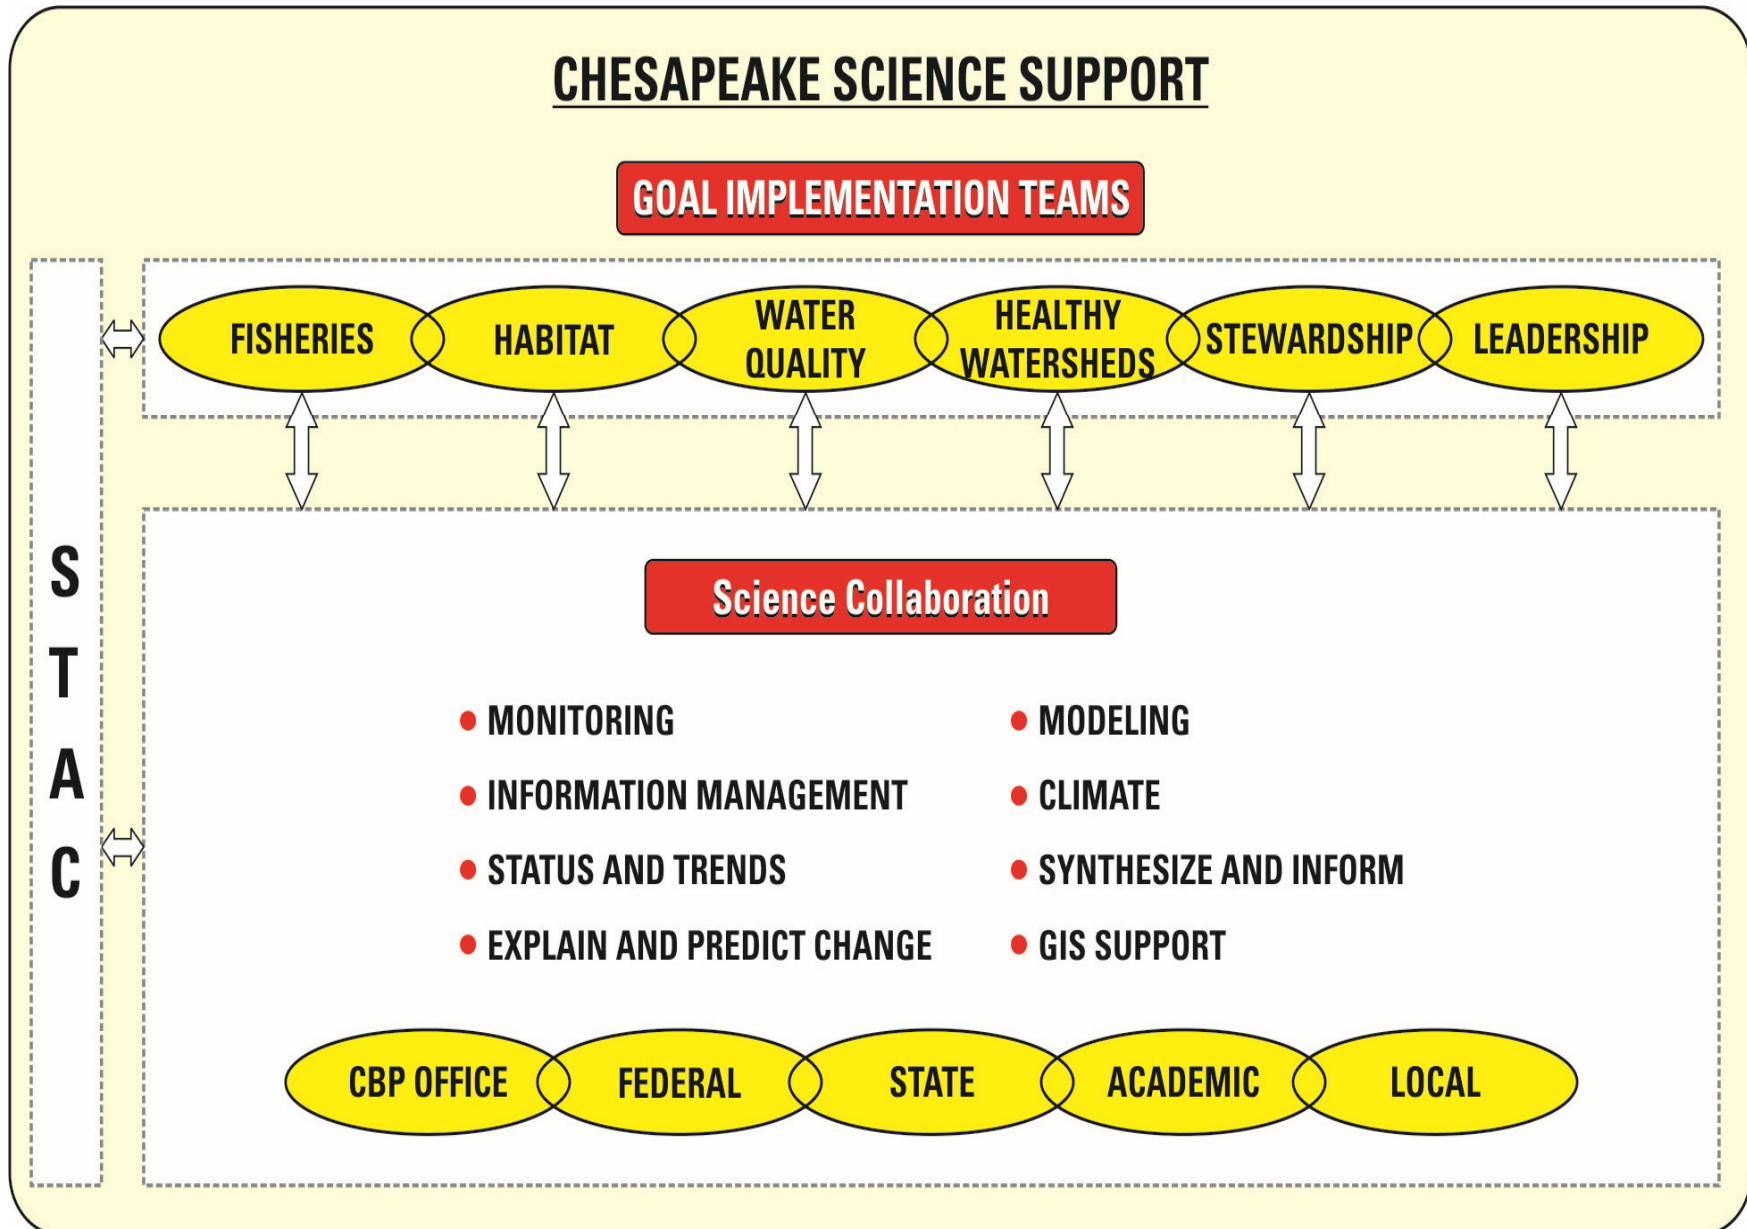 CHESAPEAKE SCIENCE SUPPORT
GOAL IMPLEMENTATION TEAMS
FISHERIES
HABITAT
WATER
QUALITY
HEALTHY
WATERSHEDS
STEWARDSHIP
LEADERSHIP
S
T
A
C
Science Collaboration
MONITORING
INFORMATION MANAGEMENT
STATUS AND TRENDS
EXPLAIN AND PREDICT CHANGE
MODELING
CLIMATE
SYNTHESIZE AND INFORM
GIS SUPPORT
CBP OFFICE
FEDERAL
STATE
ACADEMIC
LOCAL